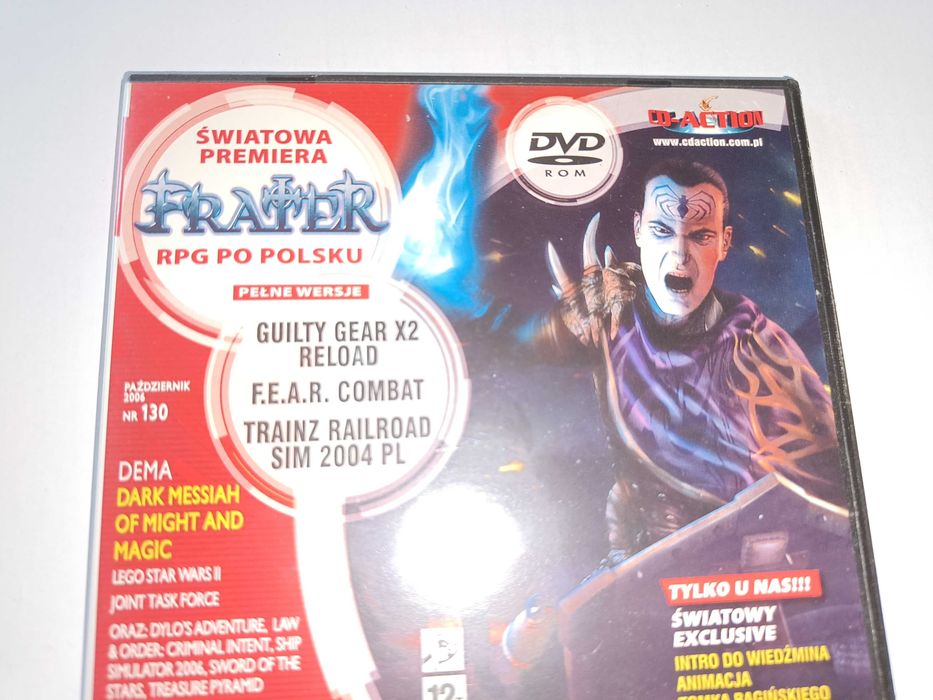 ŚWIATOWA
PREMIERA
FRATER
RPG PO POLSKU
PEŁNE WERSJE
GUILTY GEAR X2
RELOAD
F.E.A.R. COMBAT
TRAINZ RAILROAD
SIM 2004 PL
PAŹDZIERNIK
2006
NR 130
DEMA
DARK MESSIAH
OF MIGHT AND
MAGIC
LEGO STAR WARS II
JOINT TASK FORCE
ORAZ: DYLO'S ADVENTURE, LAW
& ORDER: CRIMINAL INTENT, SHIP
SIMULATOR 2006, SWORD OF THE
STARS, TREASURE PYRAMID
DVD
ROM
CD-ACTION
www.cdaction.com.pl
12+
TYLKO U NAS!!!
ŚWIATOWY
EXCLUSIVE
INTRO DO WIEDŹMINA
ANIMACJA
TOMKA BAGIŃSKIEGO